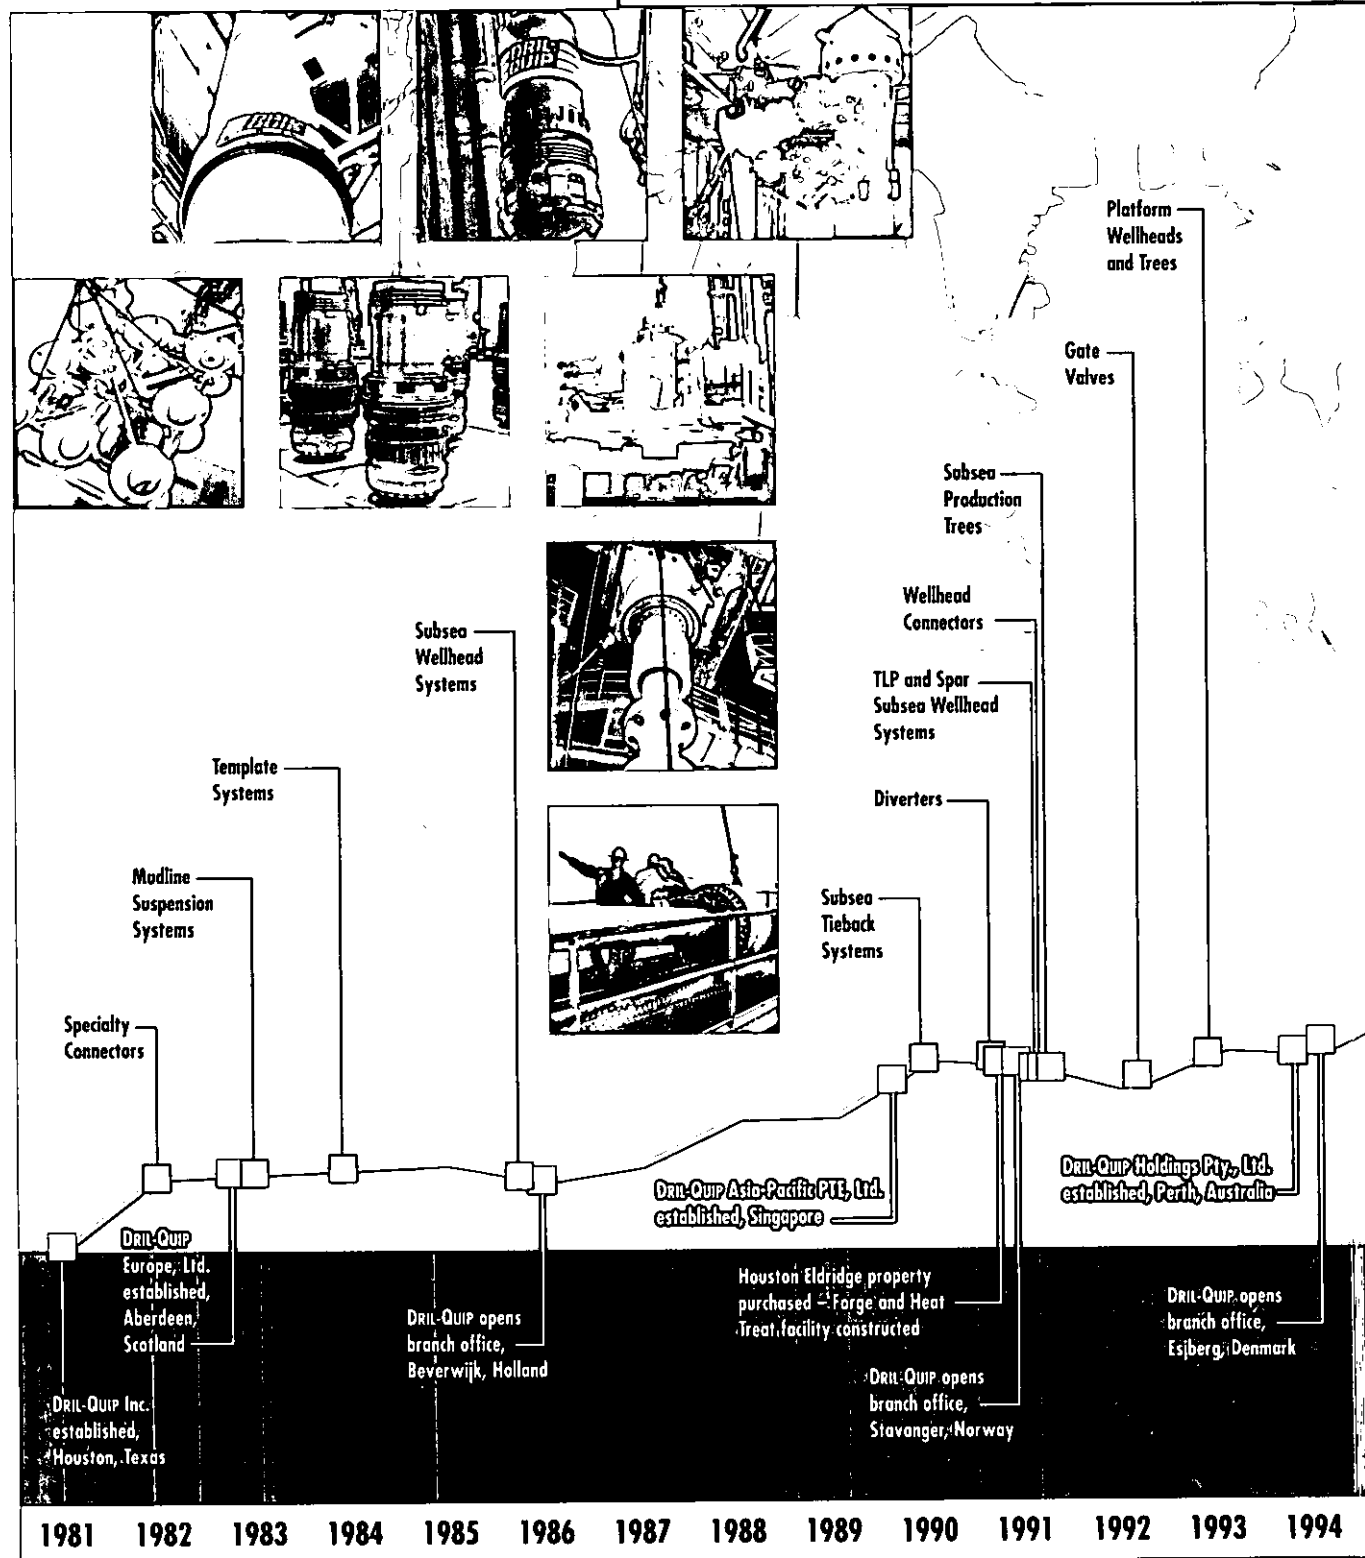 Platform
Wellheads
and Trees
Gate
Valves
Subsea
Production
Trees
Wellhead
Connectors
Subsea
Wellhead
Systems
TLP and Spar
Subsea Wellhead
Systems
Template
Systems
Diverters
Mudline
Suspension
Systems
Subsea
Tieback
Systems
Specialty
Connectors
DRIL-QUIP Asia-Pacific PTE, Ltd.
established, Singapore
DRIL-QUIP Holdings Pty., Ltd.
established, Perth, Australia
DRIL-QUIP
Europe, Ltd.
established,
Aberdeen,
Scotland
DRIL-QUIP opens
branch office,
Beverwijk, Holland
Houston Eldridge property
purchased – Forge and Heat
Treat facility constructed
DRIL-QUIP opens
branch office,
Esjberg, Denmark
DRIL-QUIP Inc.
established,
Houston, Texas
DRIL-QUIP opens
branch office,
Stavanger, Norway
1981 1982 1983 1984 1985 1986 1987 1988 1989 1990 1991 1992 1993 1994